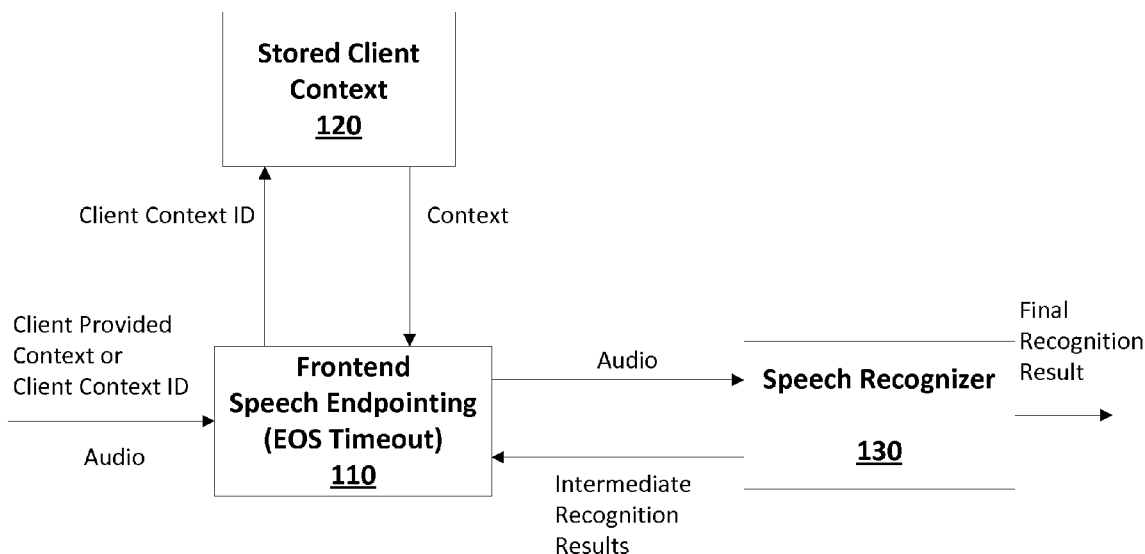 Stored Client
Context
120
Client Context ID
Context
Client Provided
Context or
Client Context ID
Audio
Frontend
Speech Endpointing
(EOS Timeout)
110
Audio
Intermediate
Recognition
Results
Speech Recognizer
130
Final
Recognition
Result